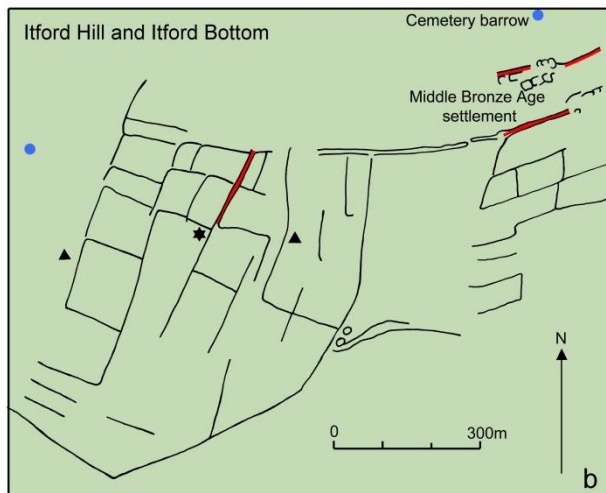 Itford Hill and Itford Bottom
Cemetery barrow
Middle Bronze Age
settlement
N
0 300m
b